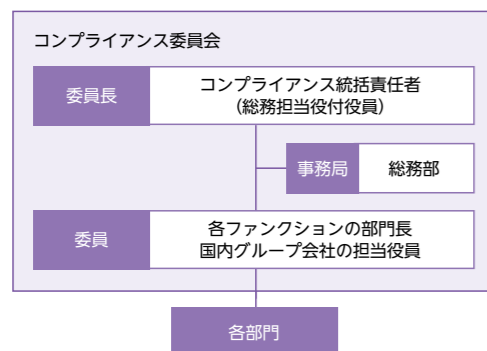 コンプライアンス委員会
委員長
コンプライアンス統括責任者
(総務担当役付役員)
事務局
総務部
委員
各ファンクションの部門長
国内グループ会社の担当役員
各部門